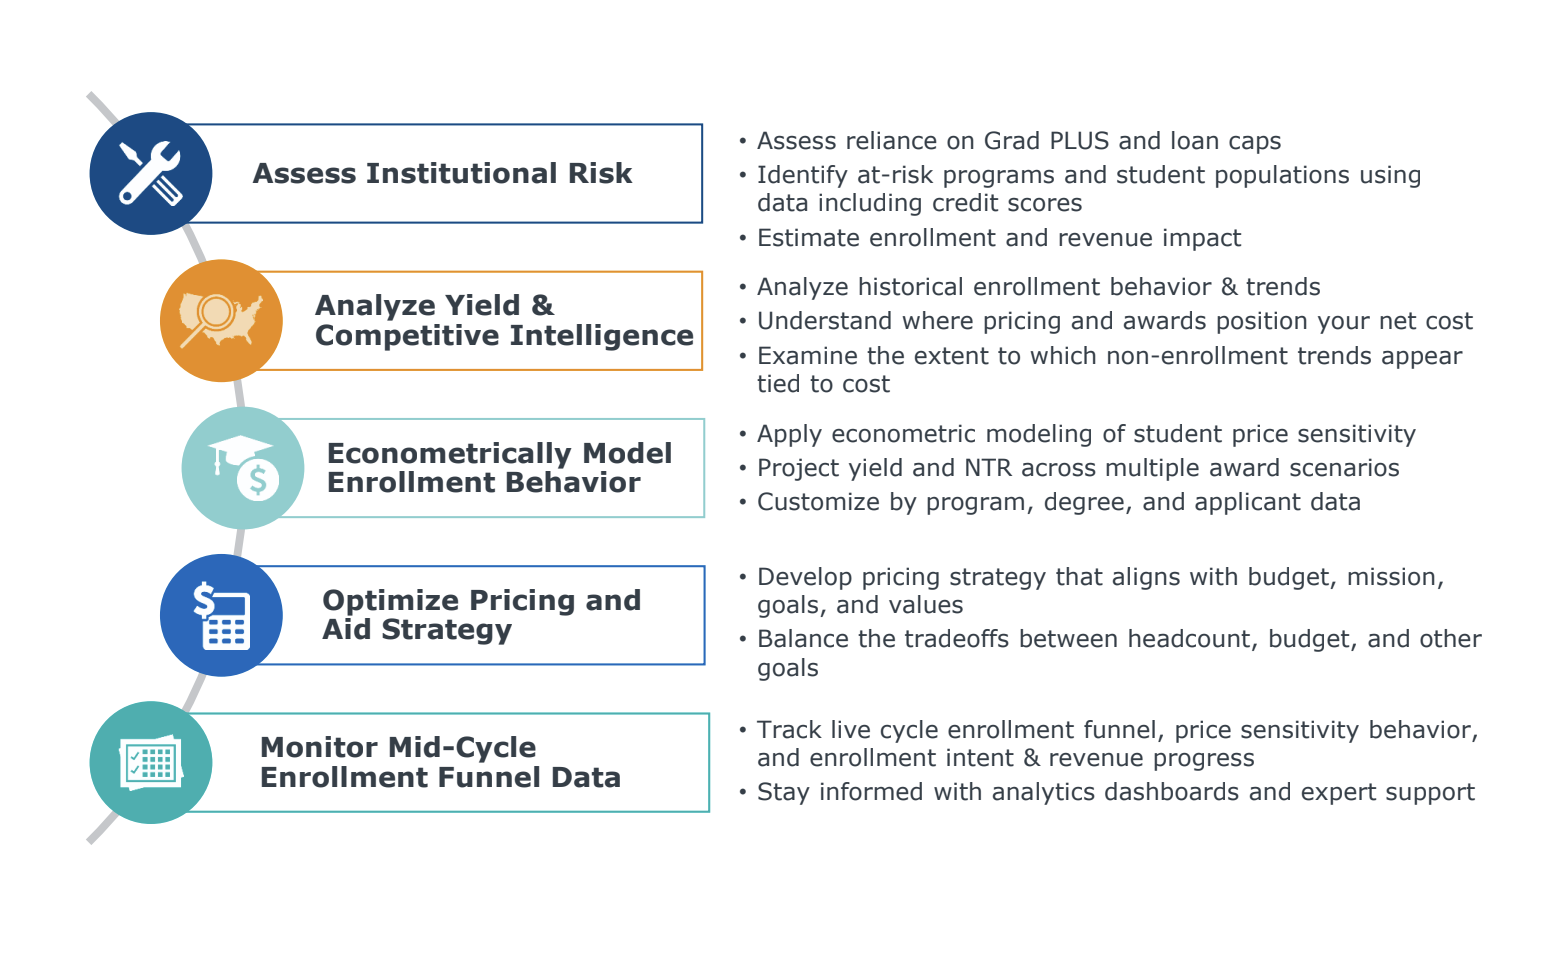 Assess Institutional Risk
• Assess reliance on Grad PLUS and loan caps
• Identify at-risk programs and student populations using
data including credit scores
• Estimate enrollment and revenue impact
Analyze Yield &
Competitive Intelligence
• Analyze historical enrollment behavior & trends
• Understand where pricing and awards position your net cost
• Examine the extent to which non-enrollment trends appear
tied to cost
Econometrically Model
Enrollment Behavior
• Apply econometric modeling of student price sensitivity
• Project yield and NTR across multiple award scenarios
• Customize by program, degree, and applicant data
Optimize Pricing and
Aid Strategy
• Develop pricing strategy that aligns with budget, mission,
goals, and values
• Balance the tradeoffs between headcount, budget, and other
goals
Monitor Mid-Cycle
Enrollment Funnel Data
• Track live cycle enrollment funnel, price sensitivity behavior,
and enrollment intent & revenue progress
• Stay informed with analytics dashboards and expert support